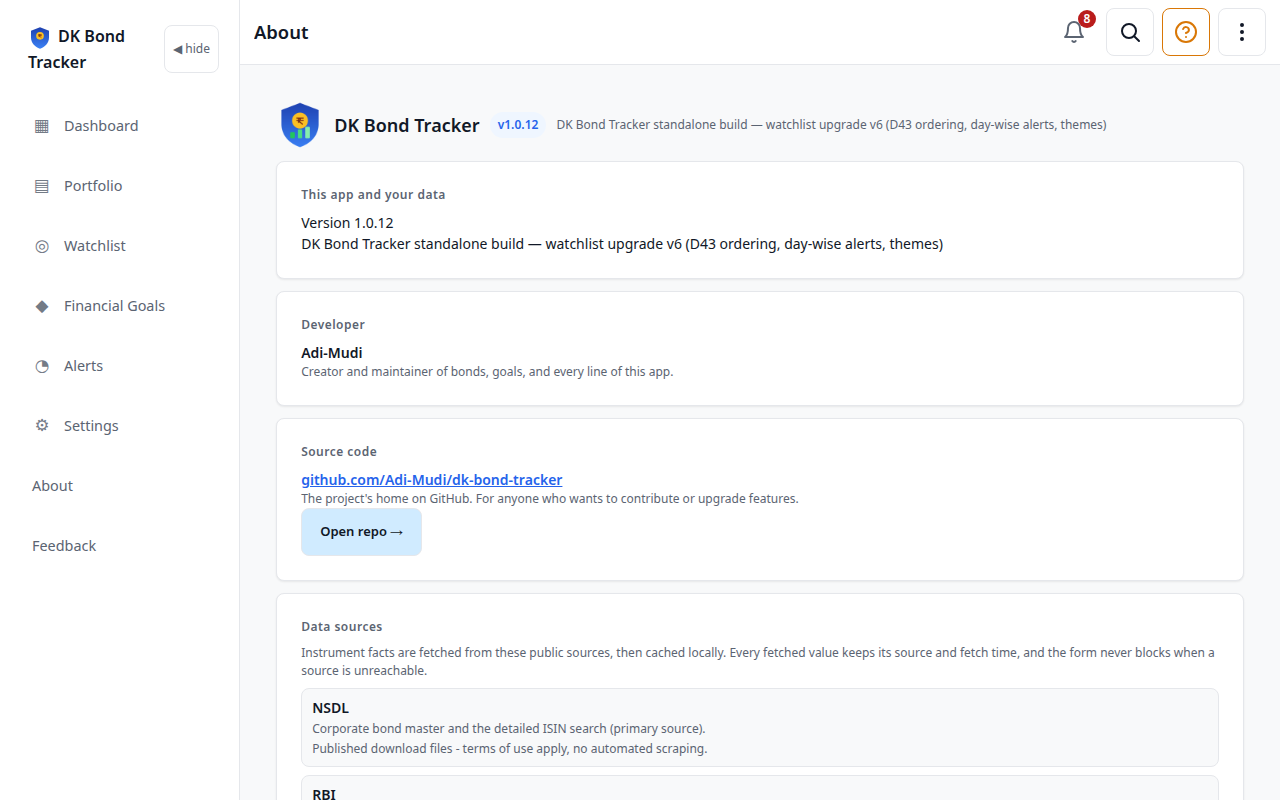 DK Bond
Tracker
◀ hide
Dashboard
Portfolio
Watchlist
Financial Goals
Alerts
Settings
About
Feedback
About
8
DK Bond Tracker v1.0.12 DK Bond Tracker standalone build — watchlist upgrade v6 (D43 ordering, day-wise alerts, themes)
This app and your data
Version 1.0.12
DK Bond Tracker standalone build — watchlist upgrade v6 (D43 ordering, day-wise alerts, themes)
Developer
Adi-Mudi
Creator and maintainer of bonds, goals, and every line of this app.
Source code
github.com/Adi-Mudi/dk-bond-tracker
The project's home on GitHub. For anyone who wants to contribute or upgrade features.
Open repo →
Data sources
Instrument facts are fetched from these public sources, then cached locally. Every fetched value keeps its source and fetch time, and the form never blocks when a
source is unreachable.
NSDL
Corporate bond master and the detailed ISIN search (primary source).
Published download files - terms of use apply, no automated scraping.
RBI